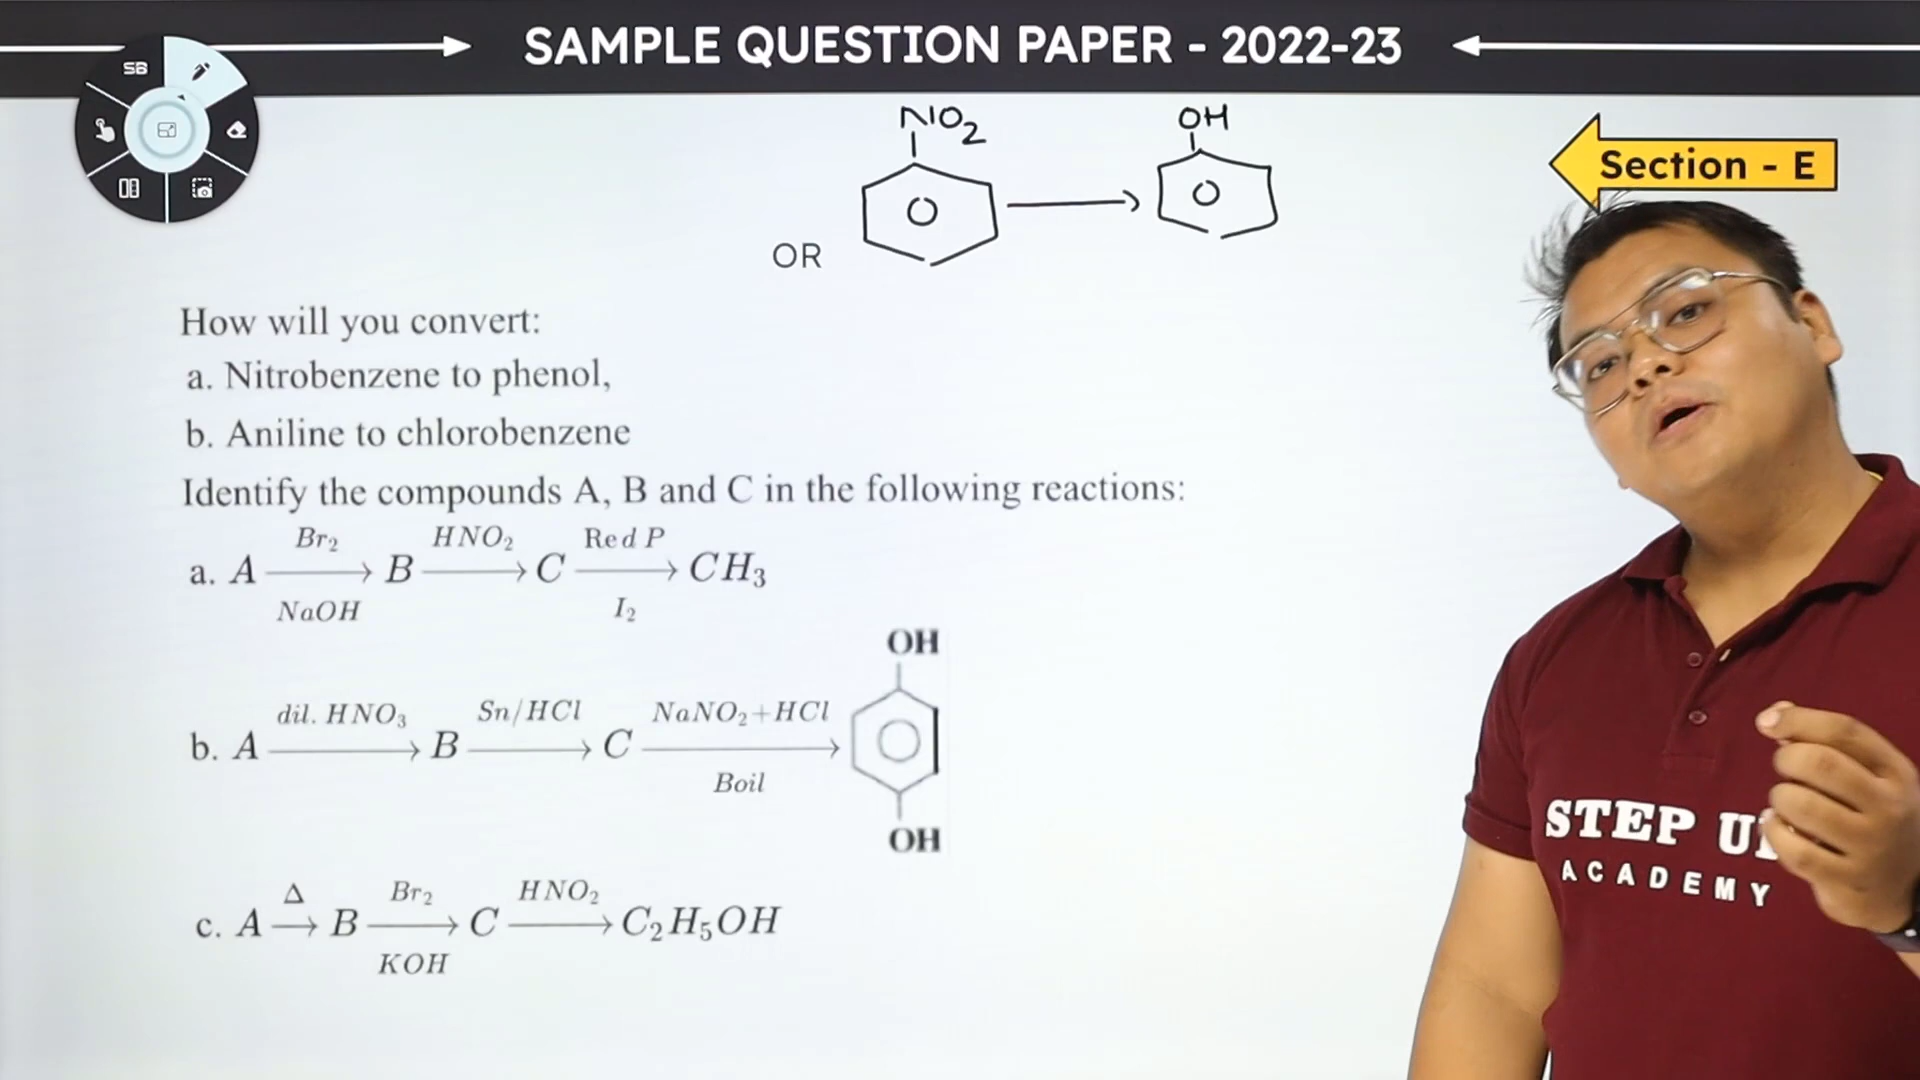 SAMPLE QUESTION PAPER - 2022-23
SB
Section - E
NO₂
OH
OR
How will you convert:
a. Nitrobenzene to phenol,
b. Aniline to chlorobenzene
Identify the compounds A, B and C in the following reactions:
Br₂ HNO₂ Red P
a. A → B → C → CH₃
NaOH I₂
OH
dil. HNO₃ Sn/HCl NaNO₂+HCl
b. A → B → C →
Boil
OH
Δ Br₂ HNO₂
c. A → B → C → C₂H₅OH
KOH
STEP U
ACADEMY